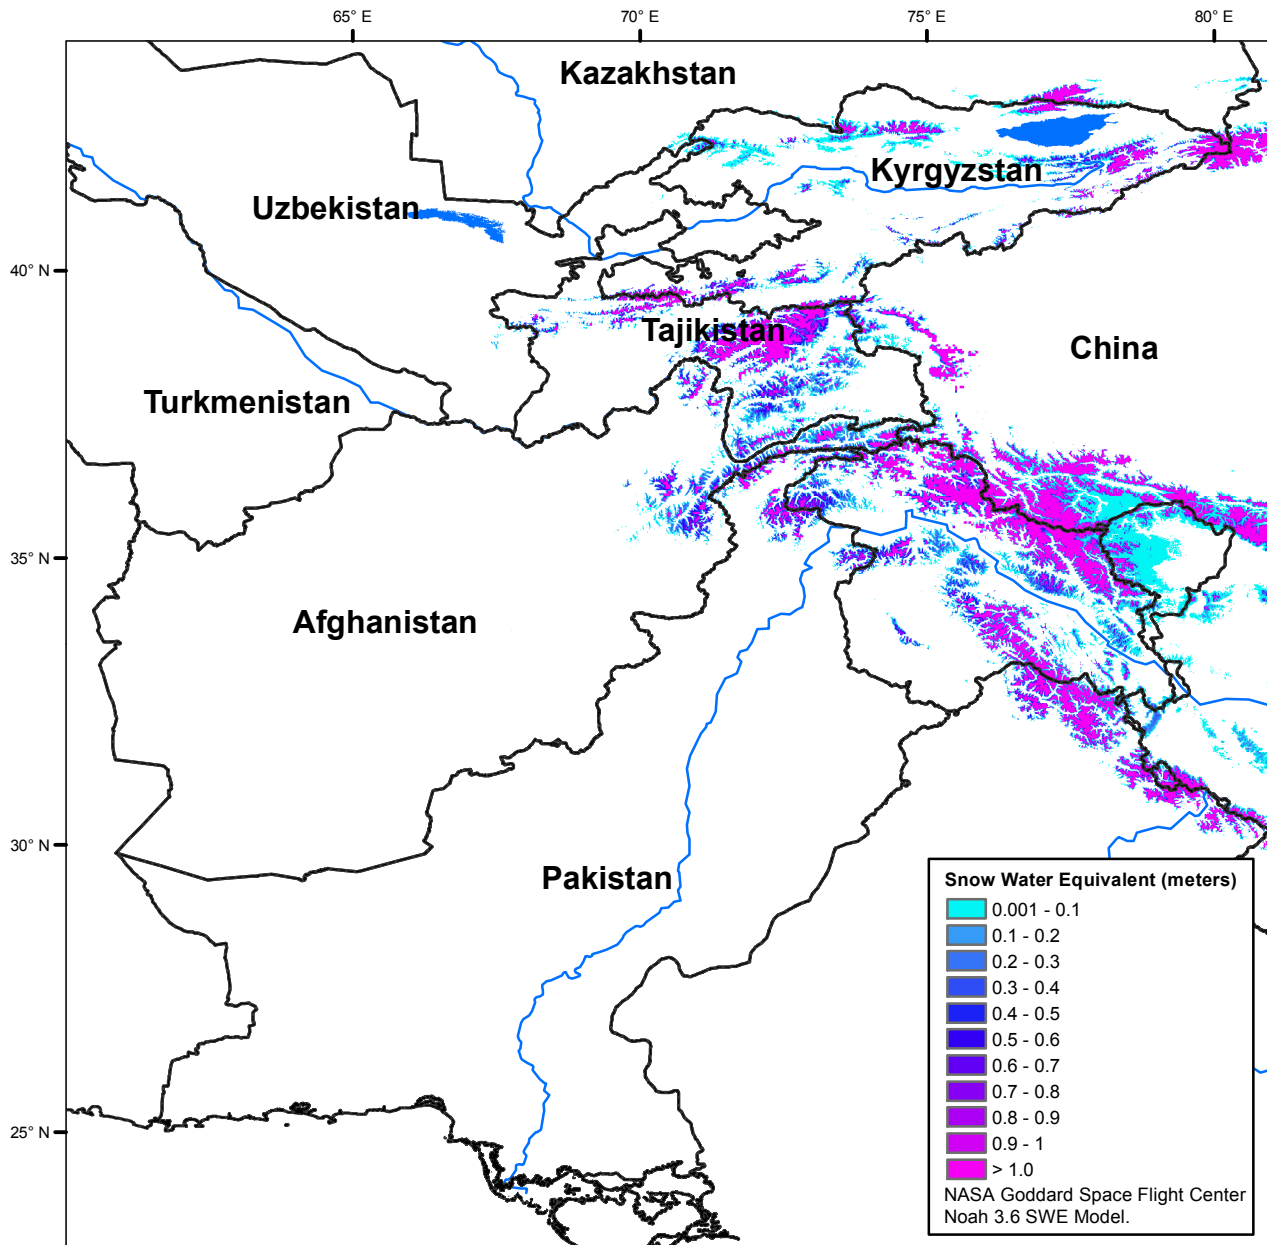 65° E
70° E
75° E
80° E
Kazakhstan
Kyrgyzstan
Uzbekistan
40° N
Tajikistan
China
Turkmenistan
35° N
Afghanistan
30° N
Pakistan
25° N
Snow Water Equivalent (meters)
0.001 - 0.1
0.1 - 0.2
0.2 - 0.3
0.3 - 0.4
0.4 - 0.5
0.5 - 0.6
0.6 - 0.7
0.7 - 0.8
0.8 - 0.9
0.9 - 1
> 1.0
NASA Goddard Space Flight Center
Noah 3.6 SWE Model.